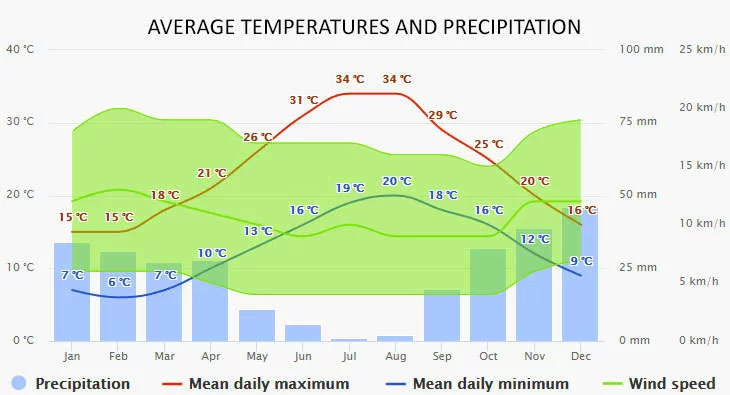 AVERAGE TEMPERATURES AND PRECIPITATION
40 °C 100 mm 25 km/h
34 °C 34 °C
31 °C
20 km/h
29 °C
30 °C 75 mm
26 °C
25 °C
21 °C
15 km/h
20 °C 19 °C 20 °C 20 °C 50 mm
18 °C 18 °C
15 °C 15 °C 16 °C 16 °C 16 °C
10 km/h
13 °C 12 °C
10 °C 10 °C 25 mm
7 °C 6 °C 7 °C 9 °C
5 km/h
0 °C 0 mm 0 km/h
Jan Feb Mar Apr May Jun Jul Aug Sep Oct Nov Dec
Precipitation Mean daily maximum Mean daily minimum Wind speed